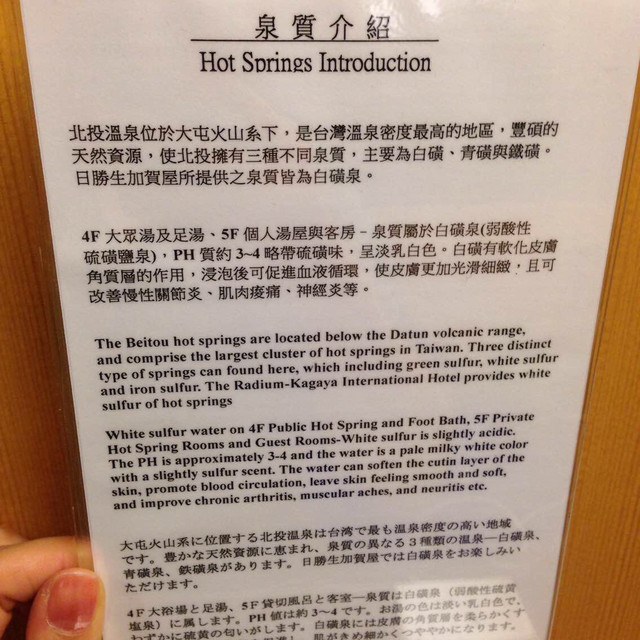 泉質介紹
Hot Springs Introduction
北投溫泉位於大屯火山系下，是台灣溫泉密度最高的地區，豐碩的
天然資源，使北投擁有三種不同泉質，主要為白磺、青磺與鐵磺。
日勝生加賀屋所提供之泉質皆為白磺泉。
4F 大眾湯及足湯、5F 個人湯屋與客房－泉質屬於白磺泉(弱酸性
硫磺鹽泉)，PH 質約 3~4 略帶硫磺味，呈淡乳白色。白磺有軟化皮膚
角質層的作用，浸泡後可促進血液循環，使皮膚更加光滑細緻，且可
改善慢性關節炎、肌肉痠痛、神經炎等。
The Beitou hot springs are located below the Datun volcanic range,
and comprise the largest cluster of hot springs in Taiwan. Three distinct
type of springs can found here, which including green sulfur, white sulfur
and iron sulfur. The Radium-Kagaya International Hotel provides white
sulfur of hot springs
White sulfur water on 4F Public Hot Spring and Foot Bath, 5F Private
Hot Spring Rooms and Guest Rooms-White sulfur is slightly acidic.
The PH is approximately 3-4 and the water is a pale milky white color
with a slightly sulfur scent. The water can soften the cutin layer of the
skin, promote blood circulation, leave skin feeling smooth and soft,
and improve chronic arthritis, muscular aches, and neuritis etc.
大屯火山系に位置する北投温泉は台湾で最も温泉密度の高い地域
です。豊かな天然資源に恵まれ、泉質の異なる３種類の温泉—白磺泉、
青磺泉、鉄磺泉があります。日勝生加賀屋では白磺泉をお楽しみい
ただけます。
4F 大浴場と足湯、5F 貸切風呂と客室—泉質は白磺泉（弱酸性硫黄
塩泉）に属します。PH 値は約 3～4 です。お湯の色は淡い乳白色で、
わずかに硫黄の匂いがします。白磺泉には皮膚の角質層を柔らかくす
肌がきめ細かくつややかになります。